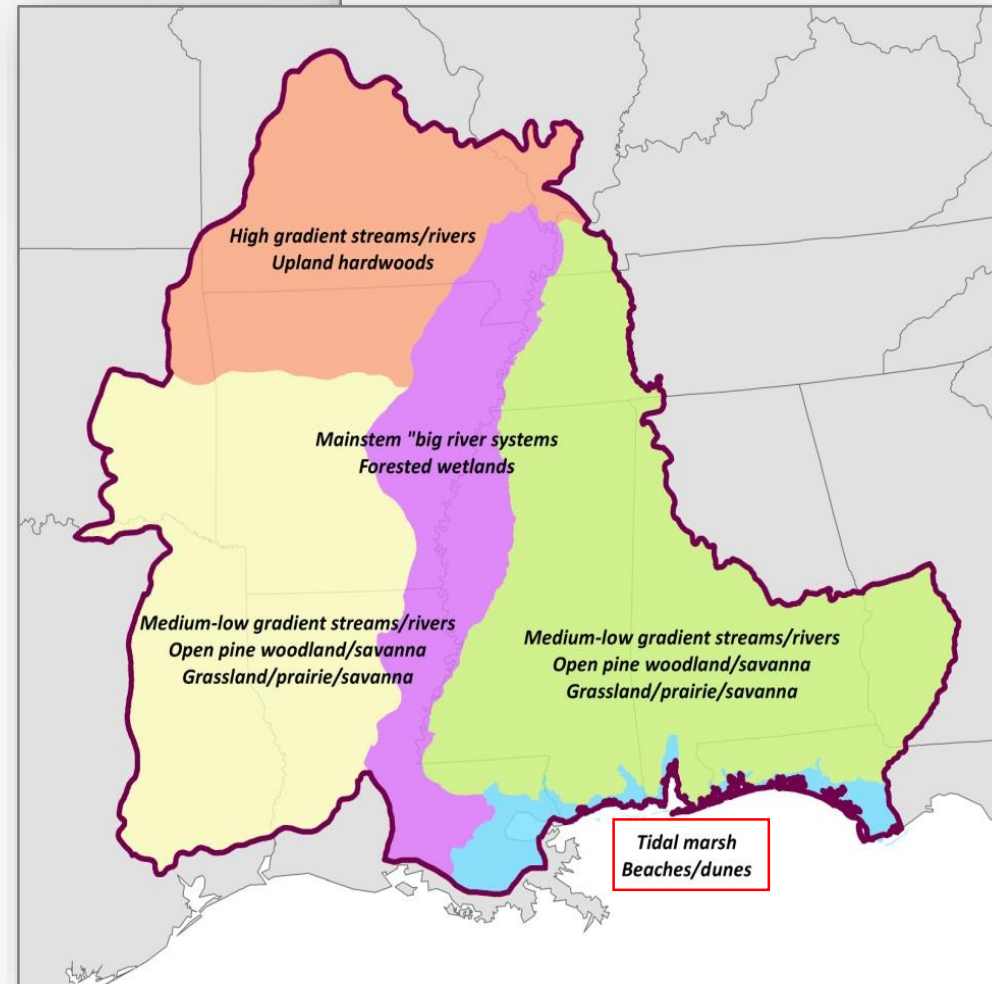 High gradient streams/rivers
Upland hardwoods
Mainstem "big river systems
Forested wetlands
Medium-low gradient streams/rivers
Open pine woodland/savanna
Grassland/prairie/savanna
Medium-low gradient streams/rivers
Open pine woodland/savanna
Grassland/prairie/savanna
Tidal marsh
Beaches/dunes